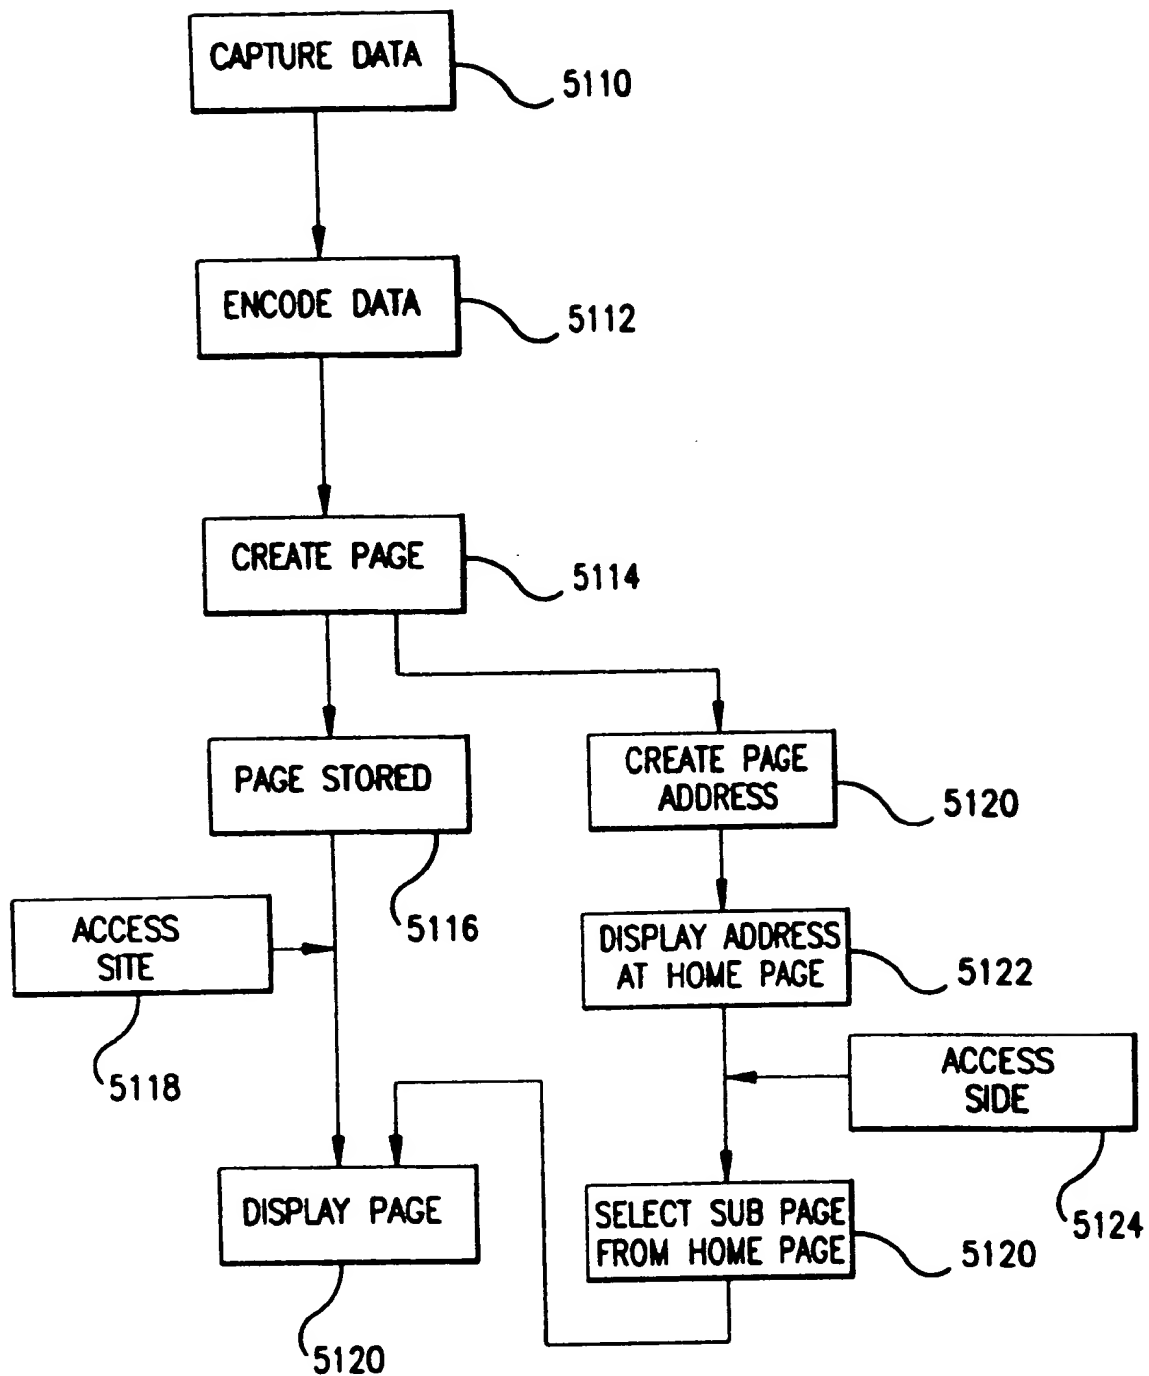 CAPTURE DATA
5110
ENCODE DATA
5112
CREATE PAGE
5114
PAGE STORED
5116
CREATE PAGE
ADDRESS
5120
ACCESS
SITE
5118
DISPLAY ADDRESS
AT HOME PAGE
5122
ACCESS
SIDE
5124
DISPLAY PAGE
5120
SELECT SUB PAGE
FROM HOME PAGE
5120